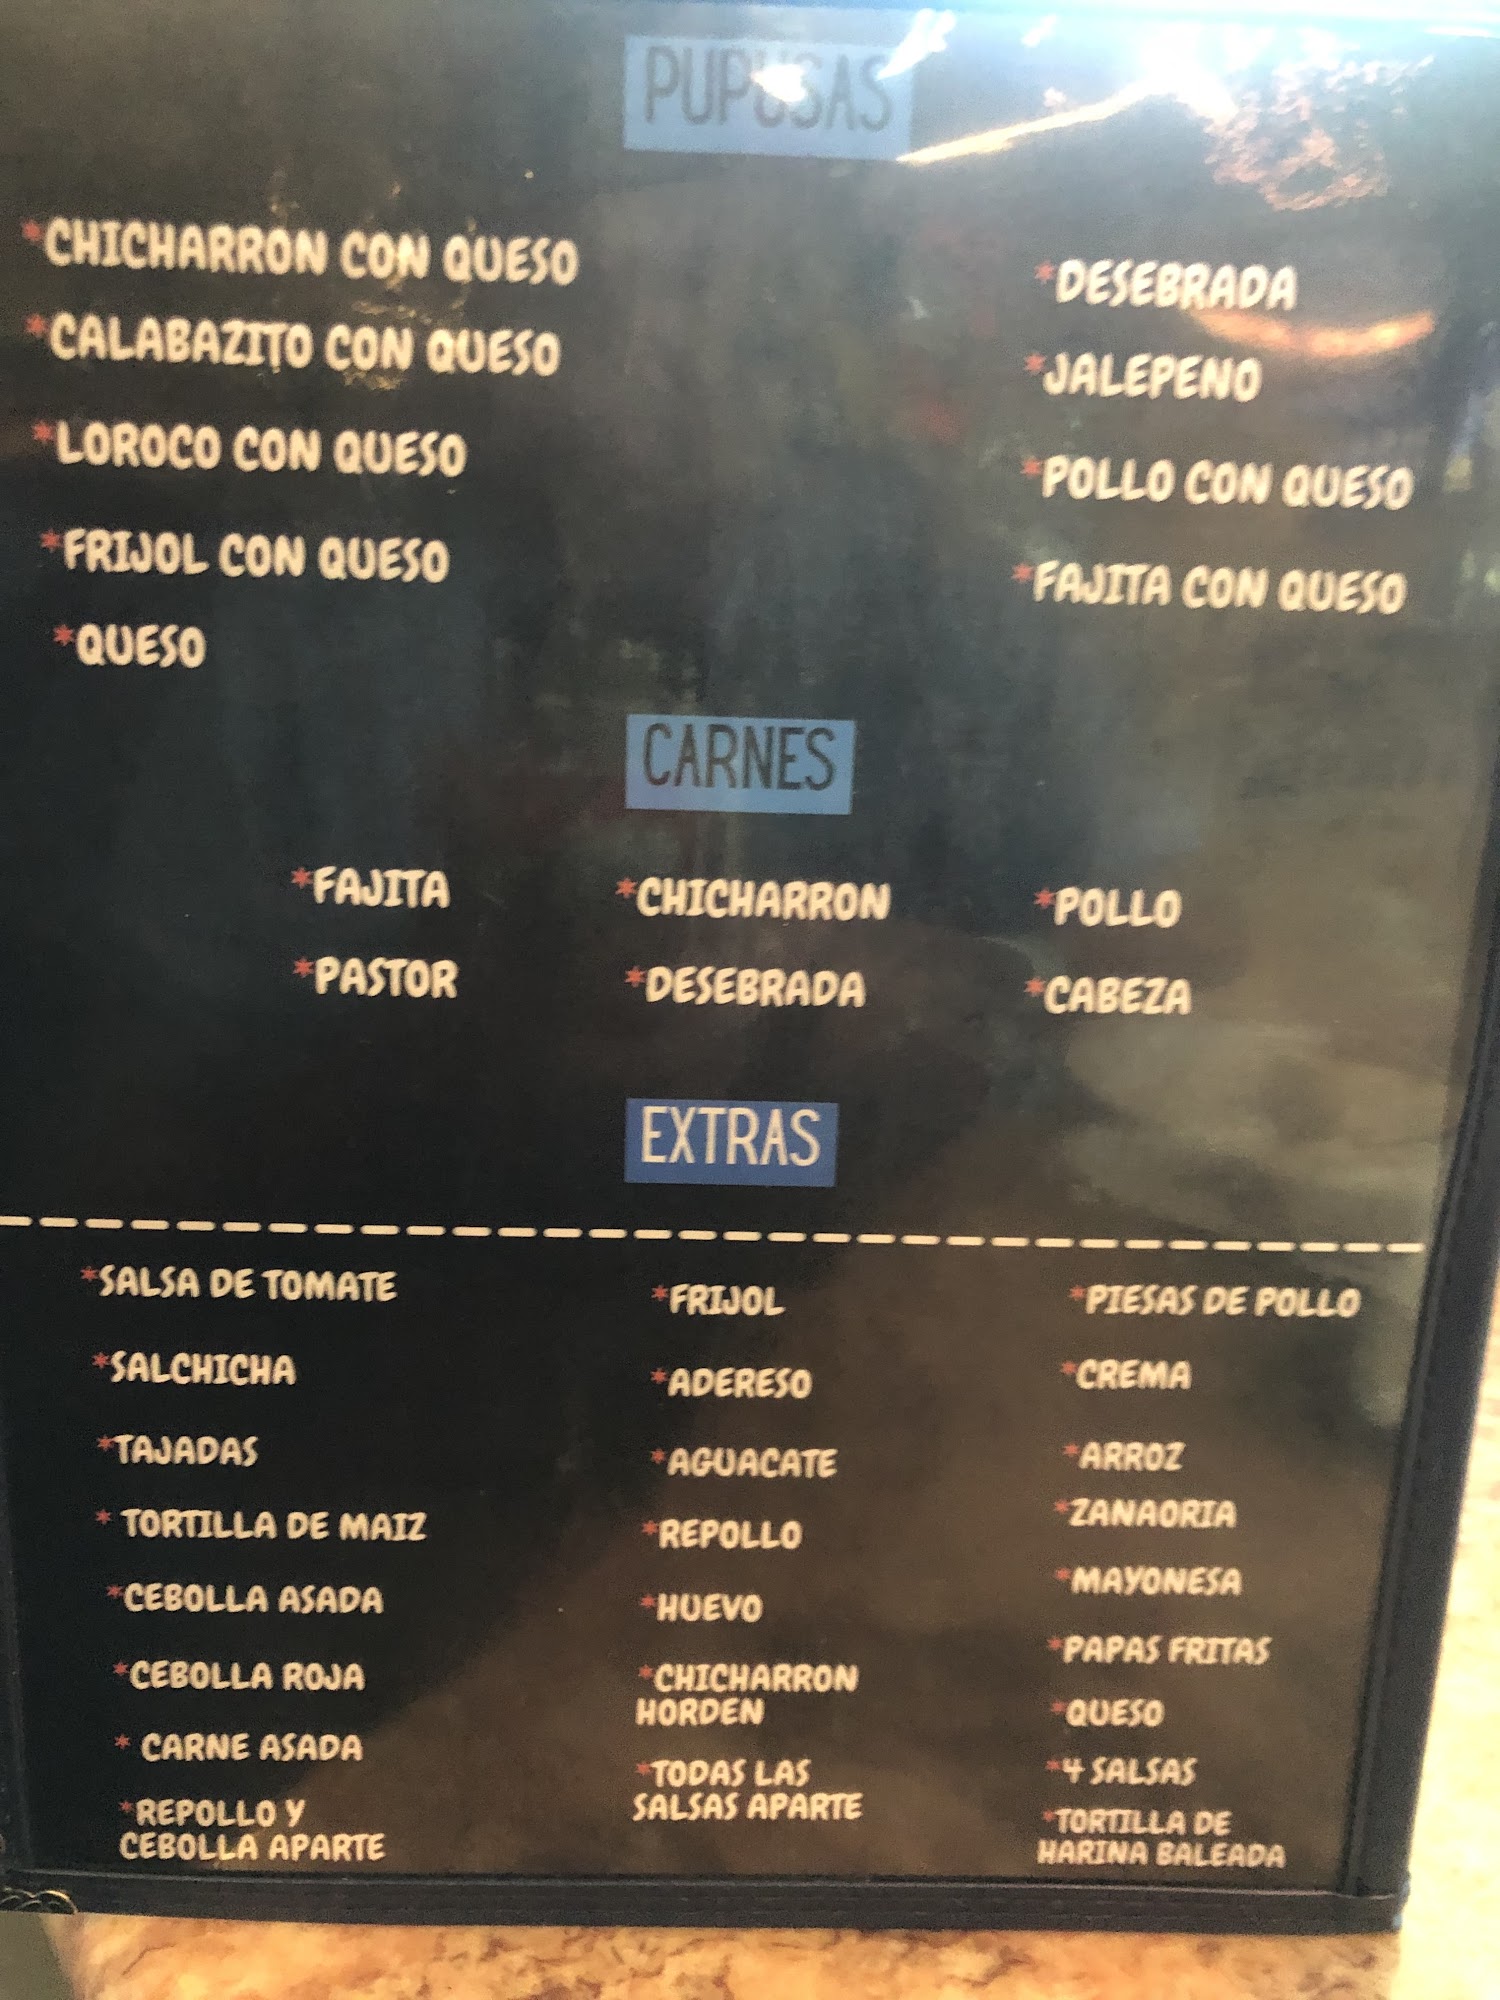 PUPUSAS
*CHICHARRON CON QUESO
*CALABAZITO CON QUESO
*LOROCO CON QUESO
*FRIJOL CON QUESO
*QUESO
*DESEBRADA
*JALEPENO
*POLLO CON QUESO
*FAJITA CON QUESO
CARNES
*FAJITA
*PASTOR
*CHICHARRON
*DESEBRADA
*POLLO
*CABEZA
EXTRAS
*SALSA DE TOMATE
*SALCHICHA
*TAJADAS
* TORTILLA DE MAIZ
*CEBOLLA ASADA
*CEBOLLA ROJA
* CARNE ASADA
*REPOLLO Y
CEBOLLA APARTE
*FRIJOL
*ADERESO
*AGUACATE
*REPOLLO
*HUEVO
*CHICHARRON
HORDEN
*TODAS LAS
SALSAS APARTE
*PIESAS DE POLLO
*CREMA
*ARROZ
*ZANAORIA
*MAYONESA
*PAPAS FRITAS
*QUESO
*4 SALSAS
*TORTILLA DE
HARINA BALEADA